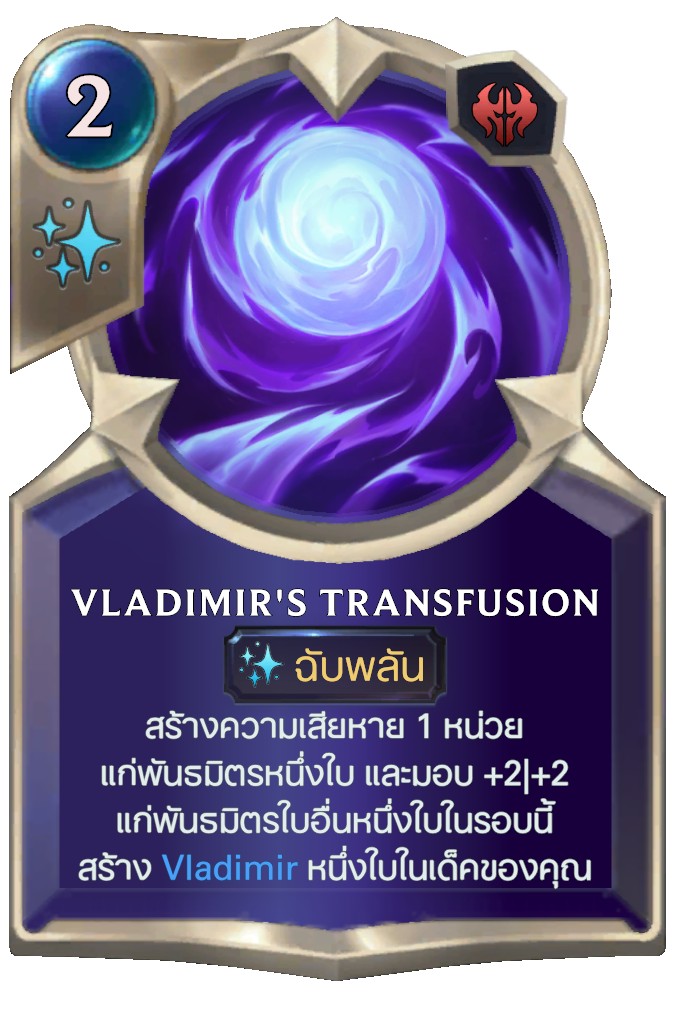 2
VLADIMIR'S TRANSFUSION
ฉับพลัน
สร้างความเสียหาย 1 หน่วย
แก่พันธมิตรหนึ่งใบ และมอบ +2|+2
แก่พันธมิตรใบอื่นหนึ่งใบในรอบนี้
สร้าง Vladimir หนึ่งใบในเด็คของคุณ